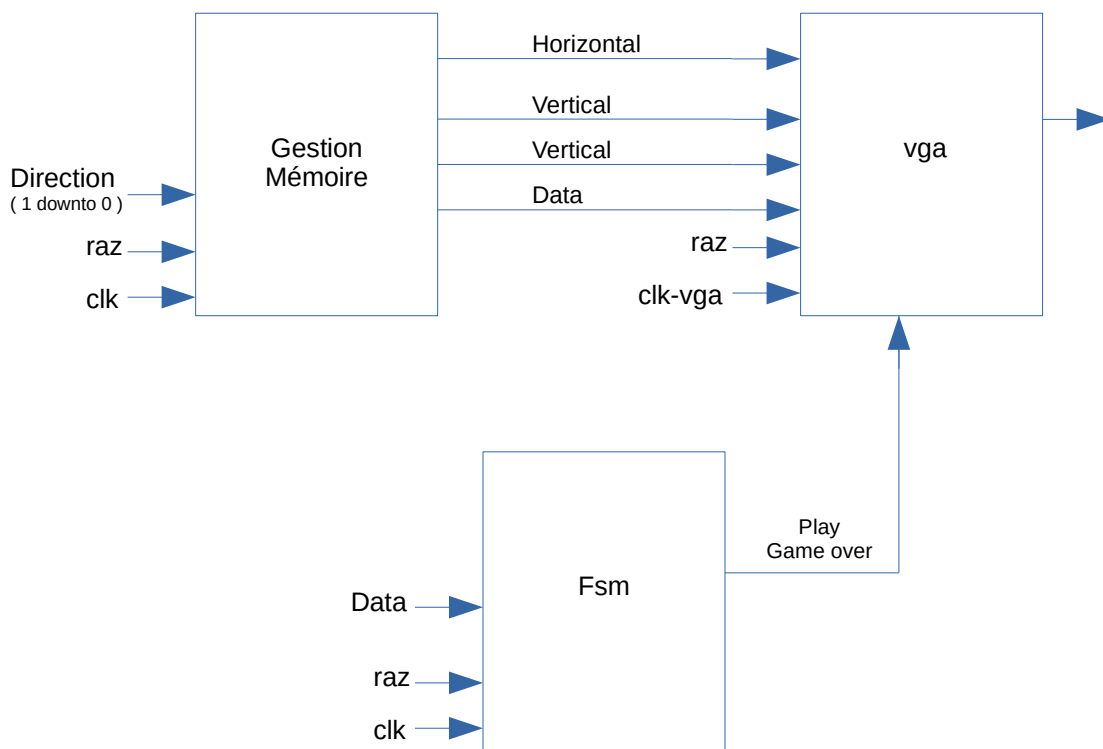 Horizontal
Vertical
Vertical
Data
Gestion
Mémoire
Direction
( 1 downto 0 )
raz
clk
vga
raz
clk-vga
Play
Game over
Fsm
Data
raz
clk